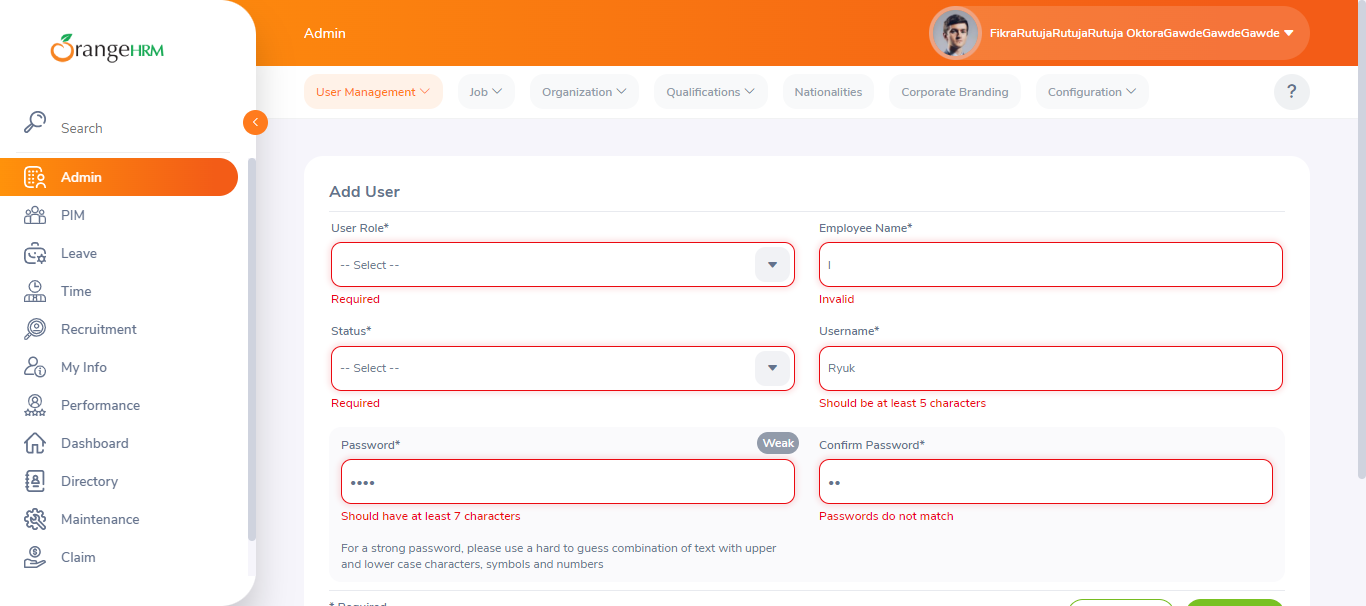 OrangeHRM
Admin
FikraRutujaRutujaRutuja OktoraGawdeGawdeGawde
User Management
Job
Organization
Qualifications
Nationalities
Corporate Branding
Configuration
?
Search
Admin
PIM
Leave
Time
Recruitment
My Info
Performance
Dashboard
Directory
Maintenance
Claim
Add User
User Role*
Employee Name*
-- Select --
l
Required
Invalid
Status*
Username*
-- Select --
Ryuk
Required
Should be at least 5 characters
Password*
Weak
Confirm Password*
••••
••
Should have at least 7 characters
Passwords do not match
For a strong password, please use a hard to guess combination of text with upper
and lower case characters, symbols and numbers
* Required